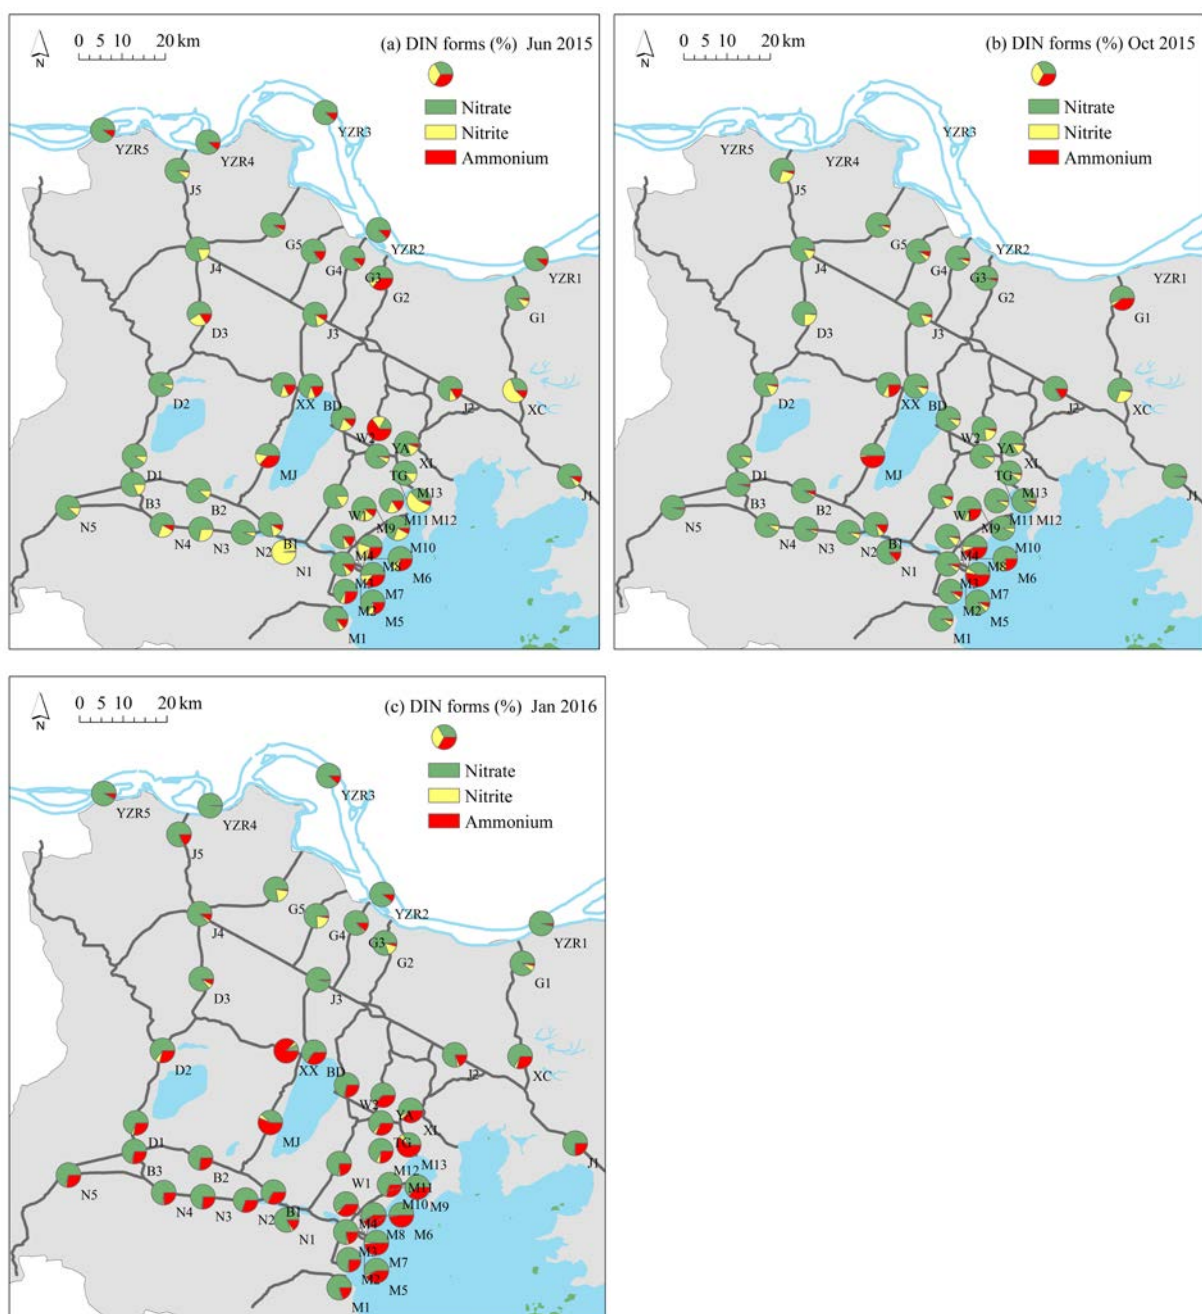 (a) DIN forms (%) Jun 2015
0 5 10 20 km
N
Nitrate
Nitrite
Ammonium
YZR5
YZR4
YZR3
J5
G5
YZR2
J4
G4
G3
G2
YZR1
G1
D3
J3
D2
XX
BD
J2
XC
W2
YA
XL
D1
MJ
TG
M13
J1
B3
B2
W1
M11
M12
N5
M9
N4
N3
N2
B1
M10
N1
M4
M8
M6
M3
M7
M2
M5
M1
(b) DIN forms (%) Oct 2015
0 5 10 20 km
N
Nitrate
Nitrite
Ammonium
YZR5
YZR4
YZR3
J5
G5
YZR2
J4
G4
G3
G2
YZR1
G1
D3
J3
D2
XX
BD
J2
XC
W2
YA
XL
D1
MJ
TG
M13
J1
B3
B2
W1
M11
M12
N5
M9
N4
N3
N2
B1
M10
N1
M4
M8
M6
M3
M7
M2
M5
M1
(c) DIN forms (%) Jan 2016
0 5 10 20 km
N
Nitrate
Nitrite
Ammonium
YZR5
YZR4
YZR3
J5
G5
YZR2
J4
G4
G3
G2
YZR1
G1
D3
J3
D2
XX
BD
J2
XC
W2
YA
XL
D1
MJ
TG
M13
J1
B3
B2
M12
W1
M11
N5
M10
M9
N4
N3
N2
B1
N1
M4
M8
M6
M3
M7
M2
M5
M1